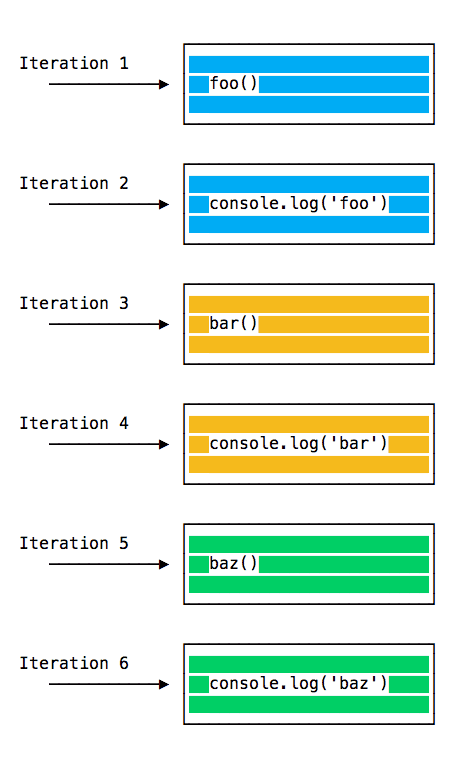 Iteration 1
foo()
Iteration 2
console.log('foo')
Iteration 3
bar()
Iteration 4
console.log('bar')
Iteration 5
baz()
Iteration 6
console.log('baz')